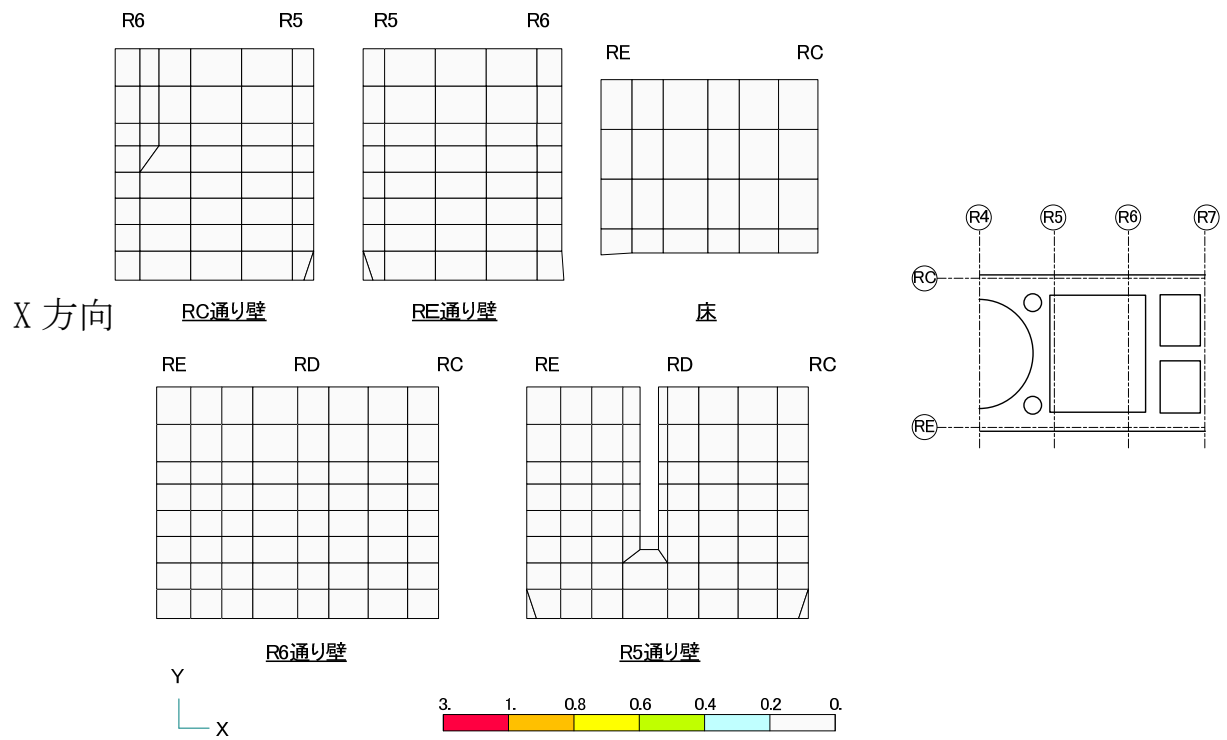 R6 R5
R5 R6
RE RC
RC通り壁
RE通り壁
床
X 方向
RE RD RC
RE RD RC
R6通り壁
R5通り壁
R4 R5 R6 R7
RC
RE
Y
X
3. 1. 0.8 0.6 0.4 0.2 0.